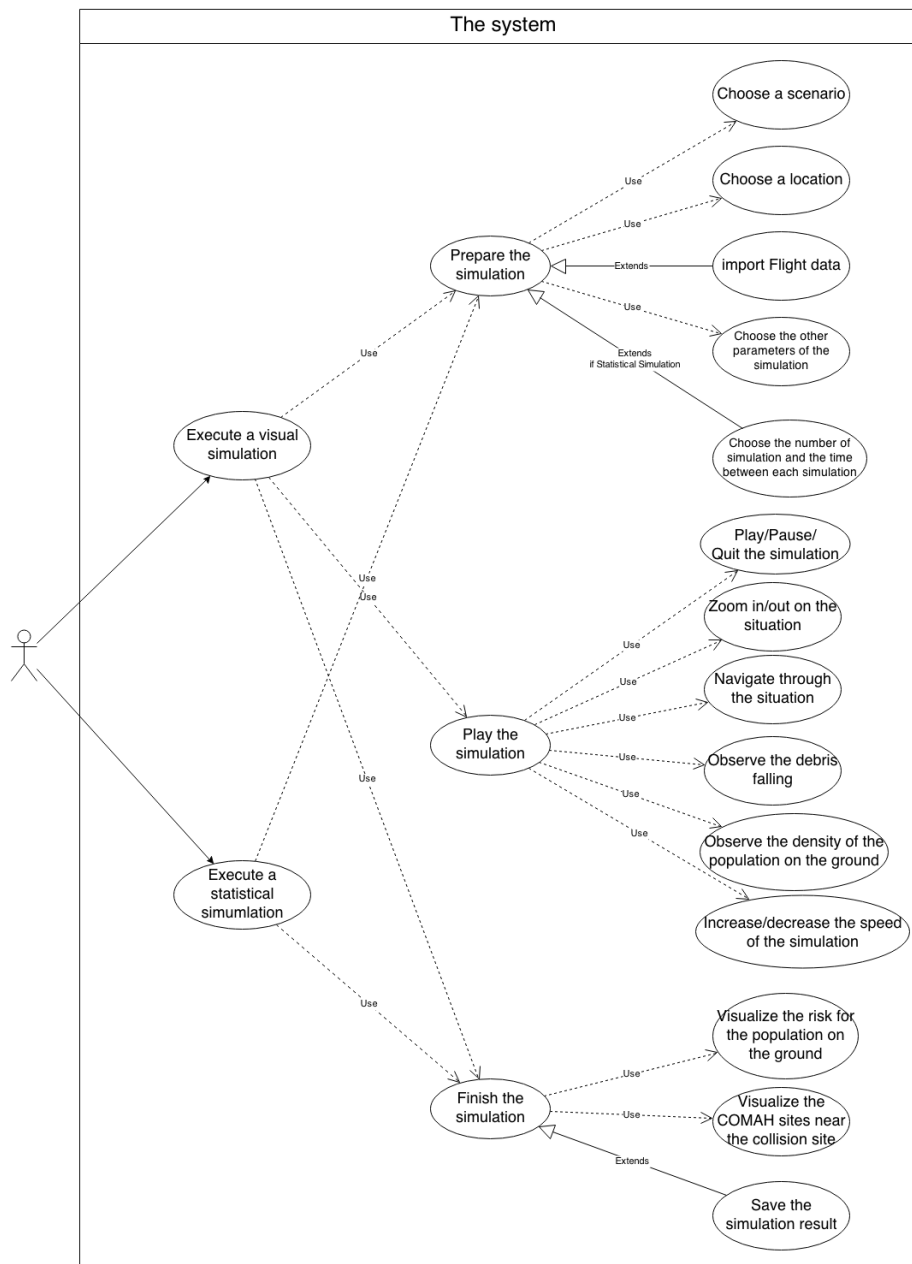 The system
Choose a scenario
Use
Choose a location
Use
Prepare the
simulation
Extends
import Flight data
Use
Choose the other
parameters of the
simulation
Use
Extends
if Statistical Simulation
Execute a visual
simulation
Choose the number of
simulation and the time
between each simulation
Play/Pause/
Quit the simulation
Use
Use
Zoom in/out on the
situation
Use
Use
Navigate through
the situation
Use
Play the
simulation
Use
Observe the debris
falling
Use
Use
Observe the density of the
population on the ground
Use
Execute a
statistical
simumlation
Increase/decrease the speed
of the simulation
Use
Visualize the risk for
the population on
the ground
Use
Finish the
simulation
Use
Visualize the
COMAH sites near
the collision site
Extends
Save the
simulation result